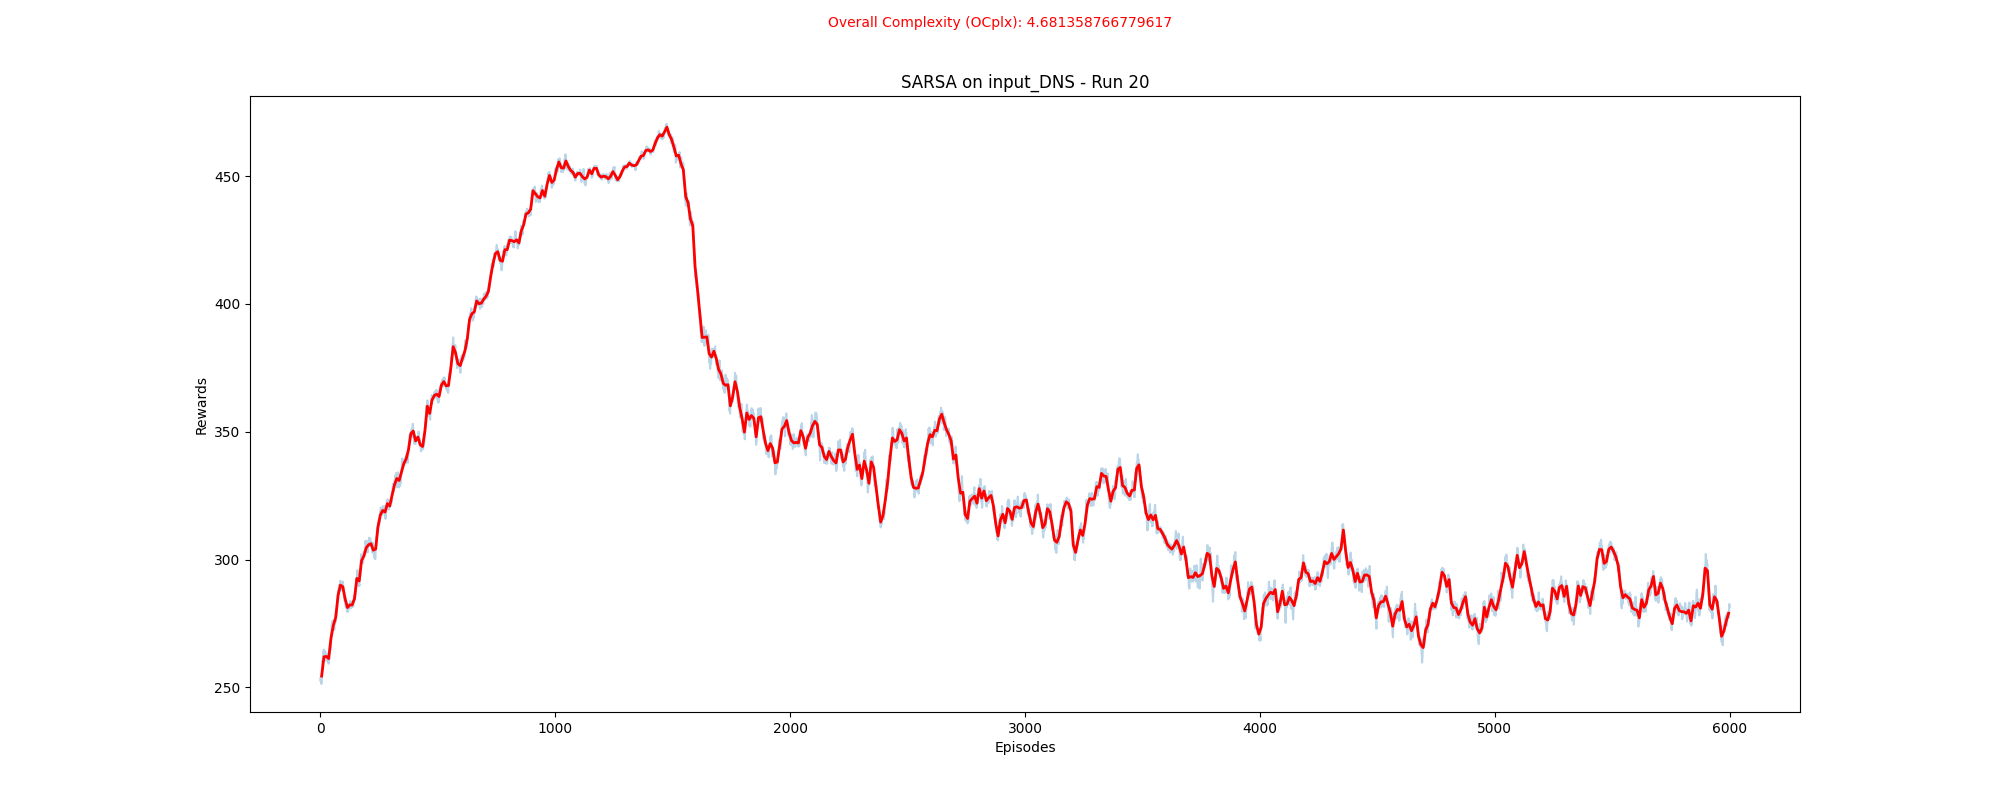 Overall Complexity (OCplx): 4.681358766779617
SARSA on input_DNS - Run 20
Rewards
450
400
350
300
250
0 1000 2000 3000 4000 5000 6000
Episodes